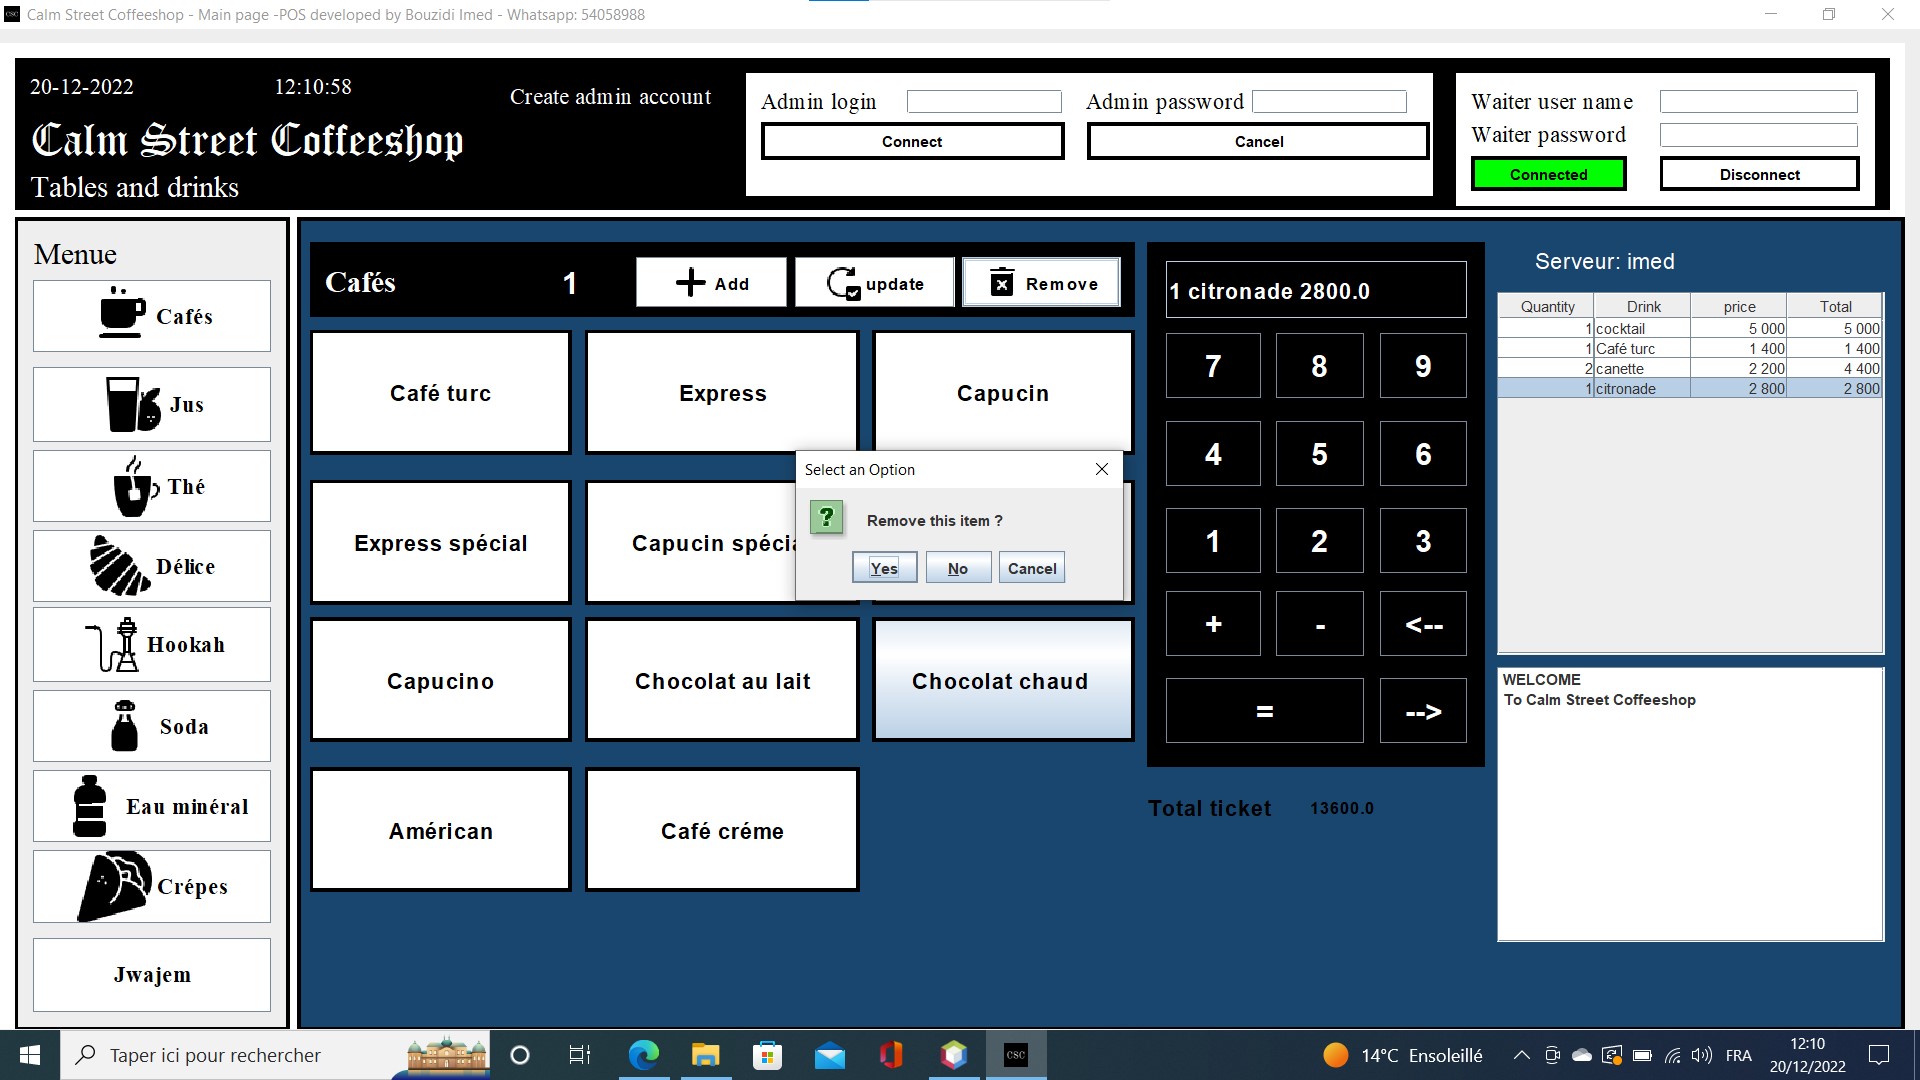 Calm Street Coffeeshop - Main page -POS developed by Bouzidi Imed - Whatsapp: 54058988
20-12-2022 12:10:58
Create admin account
Calm Street Coffeeshop
Tables and drinks
Admin login
Admin password
Connect
Cancel
Waiter user name
Waiter password
Connected
Disconnect
Menue
Cafés
Jus
Thé
Délice
Hookah
Soda
Eau minéral
Crépes
Jwajem
Cafés 1
Add
update
Remove
Café turc
Express
Capucin
Express spécial
Capucin spécia
Capucino
Chocolat au lait
Chocolat chaud
Américan
Café créme
Select an Option
?
Remove this item ?
Yes
No
Cancel
1 citronade 2800.0
7 8 9
4 5 6
1 2 3
+ - <--
= -->
Total ticket 13600.0
Serveur: imed
Quantity Drink price Total
1 cocktail 5 000 5 000
1 Café turc 1 400 1 400
2 canette 2 200 4 400
1 citronade 2 800 2 800
WELCOME
To Calm Street Coffeeshop
Taper ici pour rechercher
CSC
14°C Ensoleillé
FRA
12:10
20/12/2022